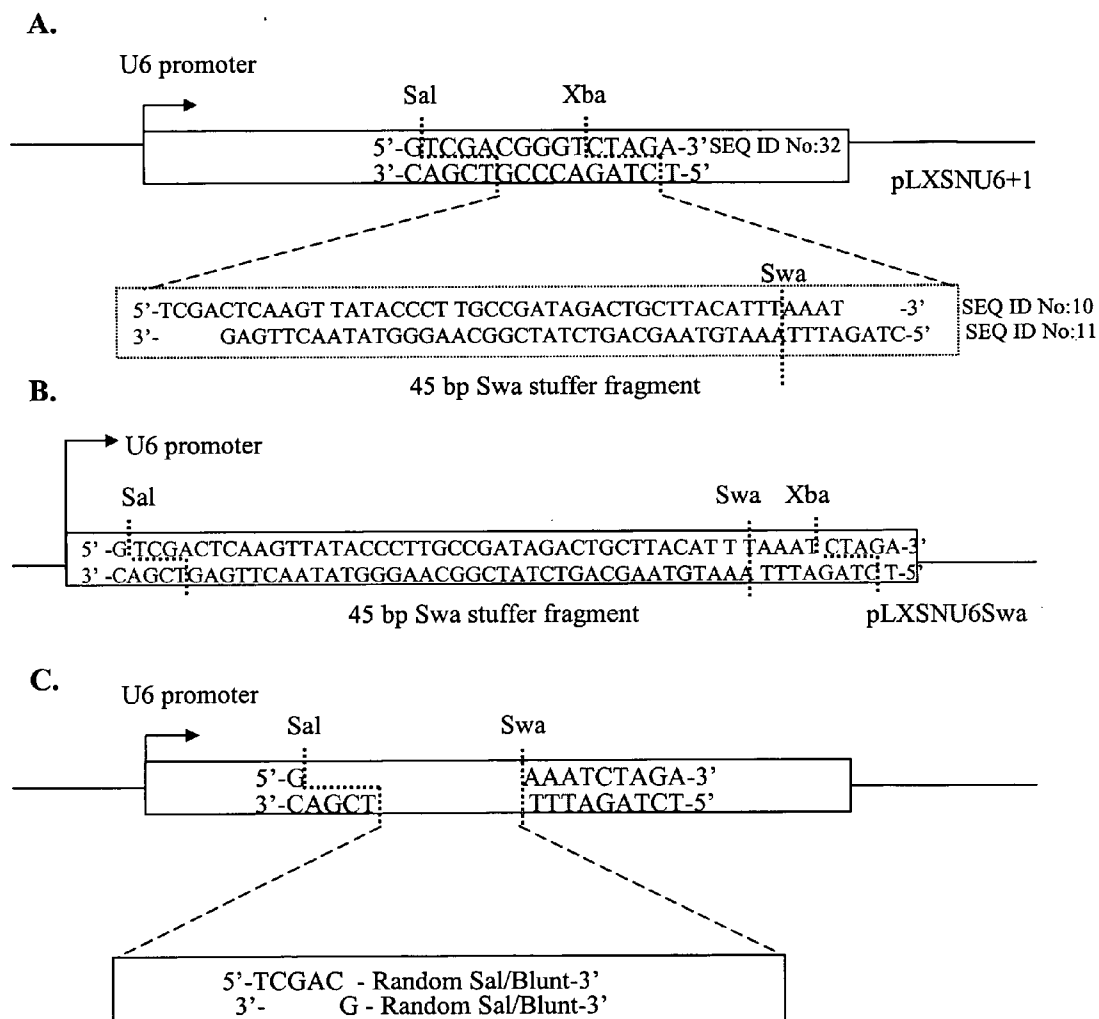 A.
U6 promoter
Sal Xba
5'-GTCGACGGGTCTAGA-3' SEQ ID No:32
3'-CAGCTGCCCAGATCT-5'
pLXSNU6+1
Swa
5'-TCGACTCAAGT TATACCCT TGCCGATAGACTGCTTACATTTAAAT -3' SEQ ID No:10
3'- GAGTTCAATATGGGAACGGCTATCTGACGAATGTAAATTTAGATC-5' SEQ ID No:11
45 bp Swa stuffer fragment
B.
U6 promoter
Sal Swa Xba
5' -GTCGACTCAAGTTATACCCTTGCCGATAGACTGCTTACAT T TAAAT CTAGA-3'
3'-CAGCTGAGTTCAATATGGGAACGGCTATCTGACGAATGTAAA TTTAGATC T-5'
45 bp Swa stuffer fragment pLXSNU6Swa
C.
U6 promoter
Sal Swa
5'-G AAATCTAGA-3'
3'-CAGCT TTTAGATCT-5'
5'-TCGAC - Random Sal/Blunt-3'
3'- G - Random Sal/Blunt-3'